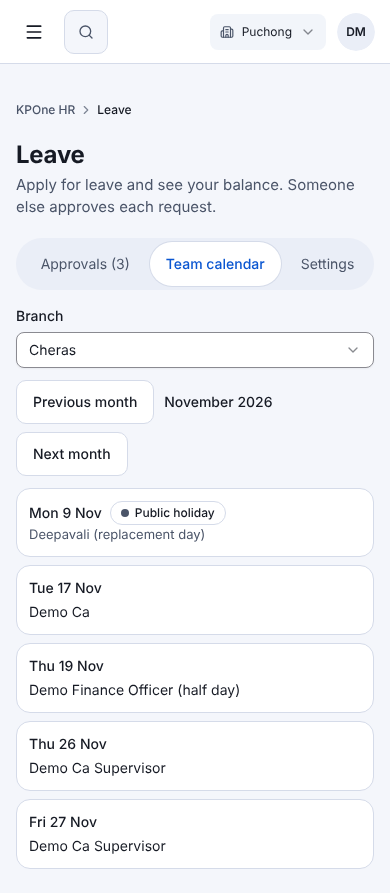 Puchong
DM
KPOne HR > Leave
Leave
Apply for leave and see your balance. Someone
else approves each request.
Approvals (3)
Team calendar
Settings
Branch
Cheras
Previous month
November 2026
Next month
Mon 9 Nov
Public holiday
Deepavali (replacement day)
Tue 17 Nov
Demo Ca
Thu 19 Nov
Demo Finance Officer (half day)
Thu 26 Nov
Demo Ca Supervisor
Fri 27 Nov
Demo Ca Supervisor